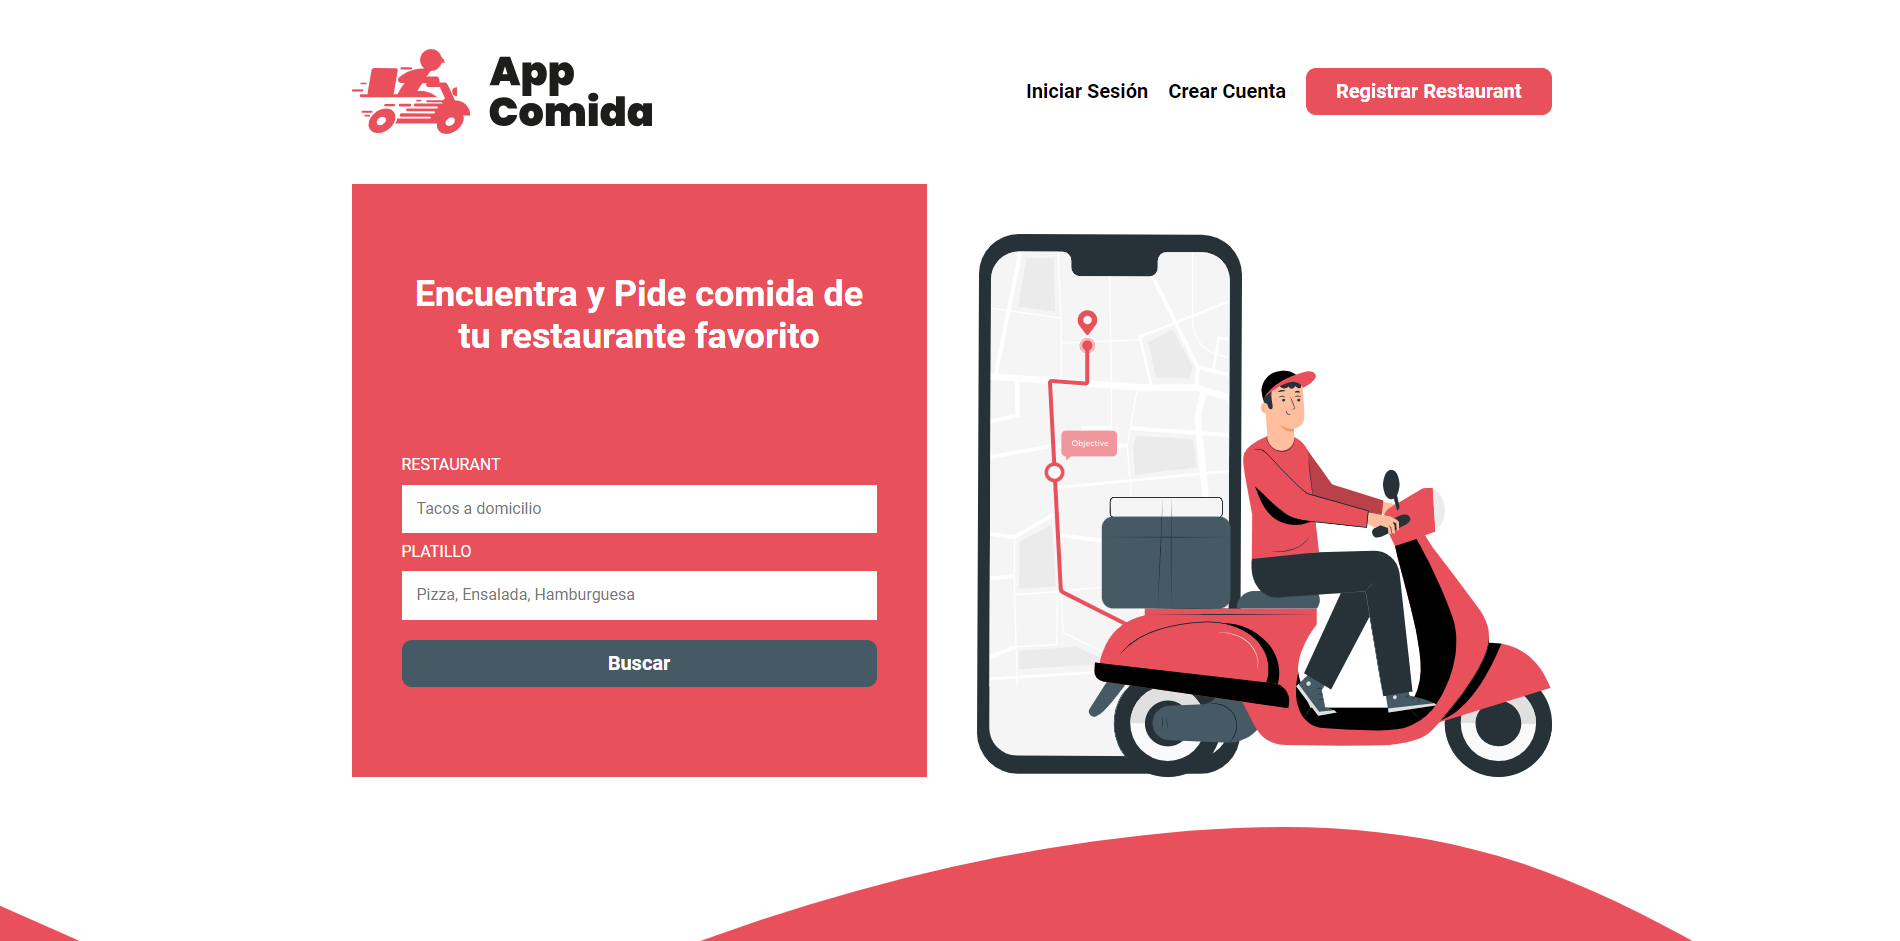 App
Comida
Iniciar Sesión
Crear Cuenta
Registrar Restaurant
Encuentra y Pide comida de
tu restaurante favorito
RESTAURANT
Tacos a domicilio
PLATILLO
Pizza, Ensalada, Hamburguesa
Buscar
Objective